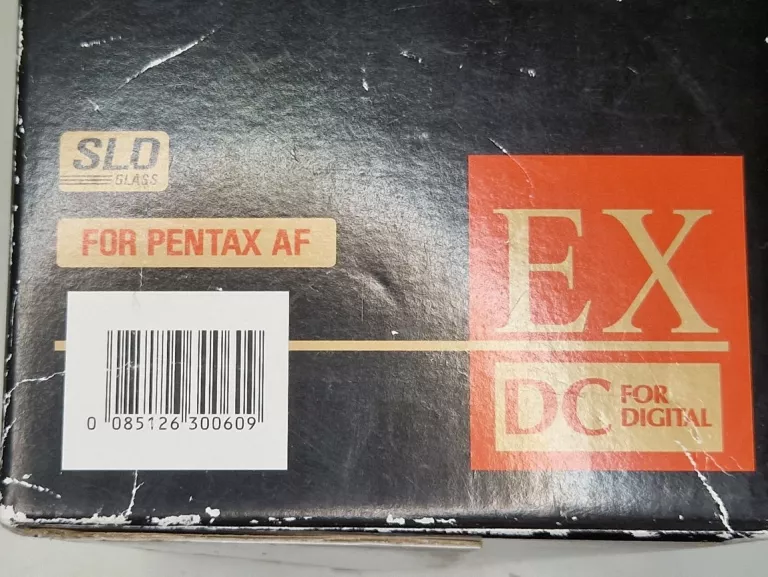 SLD
GLASS
FOR PENTAX AF
EX
DC FOR DIGITAL
0 085126 300609